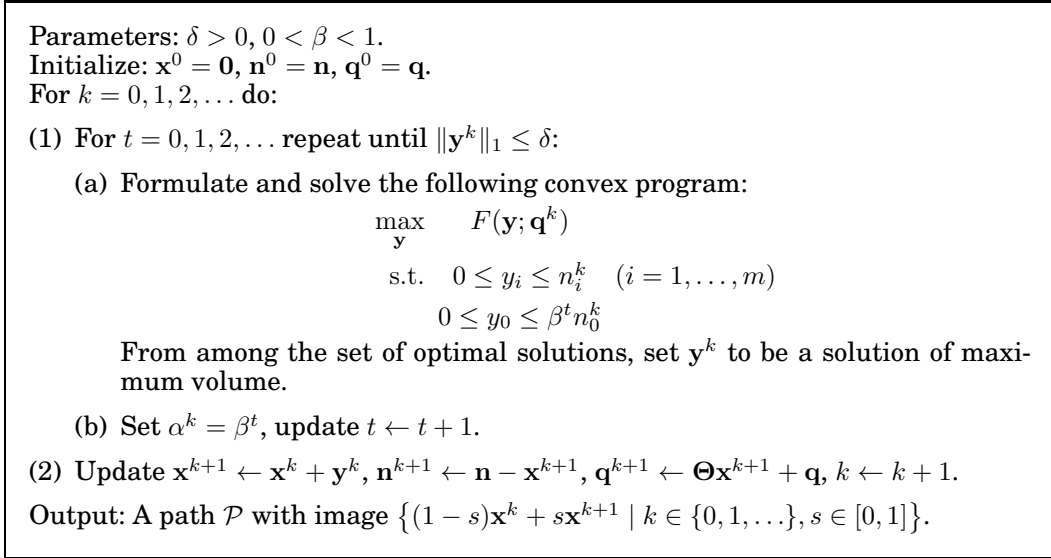 Parameters: δ > 0, 0 < β < 1.
Initialize: x⁰ = 0, n⁰ = n, q⁰ = q.
For k = 0, 1, 2, … do:
(1) For t = 0, 1, 2, … repeat until ‖yᵏ‖₁ ≤ δ:
(a) Formulate and solve the following convex program:
max_y F(y; qᵏ)
s.t. 0 ≤ yᵢ ≤ nᵢᵏ (i = 1, …, m)
0 ≤ y₀ ≤ βᵗn₀ᵏ
From among the set of optimal solutions, set yᵏ to be a solution of maxi-
mum volume.
(b) Set αᵏ = βᵗ, update t ← t + 1.
(2) Update xᵏ⁺¹ ← xᵏ + yᵏ, nᵏ⁺¹ ← n − xᵏ⁺¹, qᵏ⁺¹ ← Θxᵏ⁺¹ + q, k ← k + 1.
Output: A path 𝒫 with image {(1 − s)xᵏ + sxᵏ⁺¹ | k ∈ {0, 1, …}, s ∈ [0, 1]}.